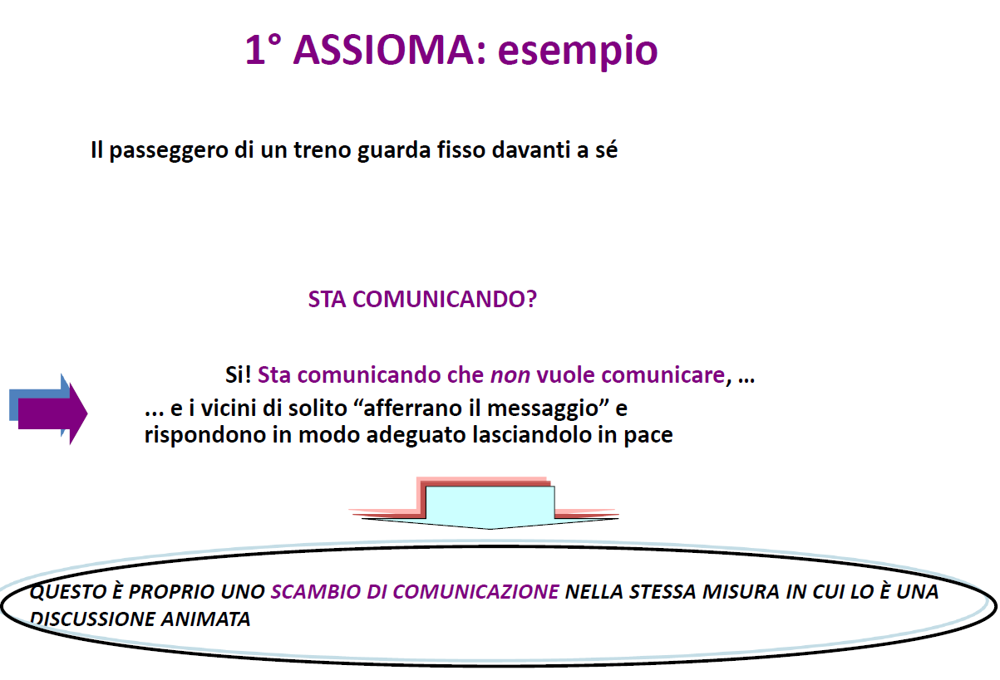 1° ASSIOMA: esempio
Il passeggero di un treno guarda fisso davanti a sé
STA COMUNICANDO?
Si! Sta comunicando che non vuole comunicare, ...
... e i vicini di solito “afferrano il messaggio” e
rispondono in modo adeguato lasciandolo in pace
QUESTO È PROPRIO UNO SCAMBIO DI COMUNICAZIONE NELLA STESSA MISURA IN CUI LO È UNA
DISCUSSIONE ANIMATA